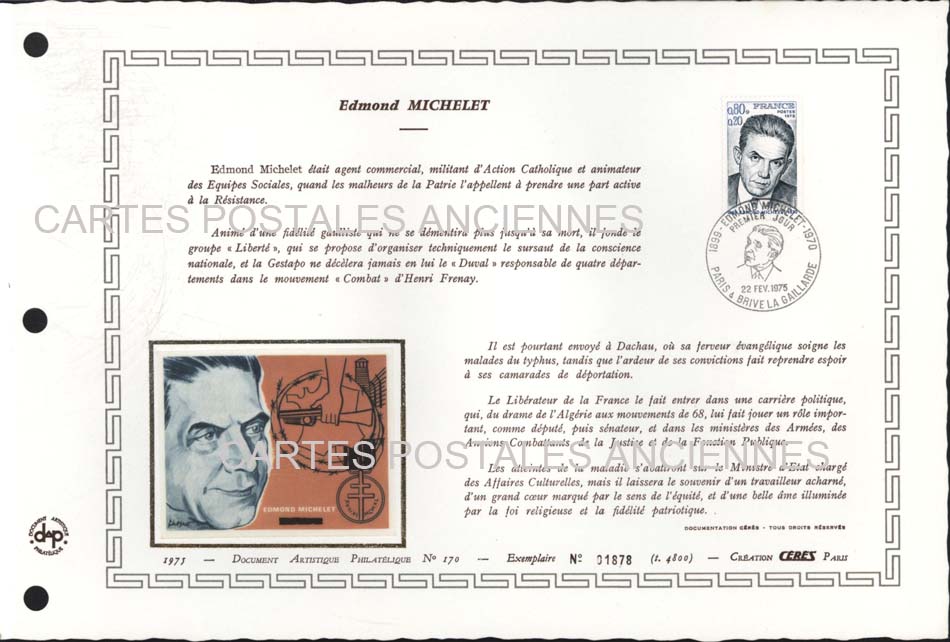 Edmond MICHELET
Edmond Michelet était agent commercial, militant d'Action Catholique et animateur
des Equipes Sociales, quand les malheurs de la Patrie l'appellent à prendre une part active
à la Résistance.
CARTES POSTALES ANCIENNES
Animé d'une fidélité gaulliste qui ne se démentira plus jusqu'à sa mort, il fonde le
groupe « Liberté », qui se propose d'organiser techniquement le sursaut de la conscience
nationale, et la Gestapo ne décèlera jamais en lui le « Duval » responsable de quatre dépar-
tements dans le mouvement « Combat » d'Henri Frenay.
0,80F FRANCE
+0,20 POSTES
1975
1899 - EDMOND MICHELET - 1970
PREMIER JOUR
22 FEV. 1975
PARIS & BRIVE LA GAILLARDE
Il est pourtant envoyé à Dachau, où sa ferveur évangélique soigne les
malades du typhus, tandis que l'ardeur de ses convictions fait reprendre espoir
à ses camarades de déportation.
Le Libérateur de la France le fait entrer dans une carrière politique,
qui, du drame de l'Algérie aux mouvements de 68, lui fait jouer un rôle impor-
tant, comme député, puis sénateur, et dans les ministères des Armées, des
Anciens Combattants, de la Justice et de la Fonction Publique.
CARTES POSTALES ANCIENNES
Les atteintes de la maladie s'abattront sur le Ministre d'Etat chargé
des Affaires Culturelles, mais il laissera le souvenir d'un travailleur acharné,
d'un grand cœur marqué par le sens de l'équité, et d'une belle âme illuminée
par la foi religieuse et la fidélité patriotique.
DOCUMENTATION CÉRÈS - TOUS DROITS RÉSERVÉS
EDMOND MICHELET
DOCUMENT ARTISTIQUE
dap
PHILATÉLIQUE
1975 — Document Artistique Philatélique N° 170 — Exemplaire N° 01878 (t. 4800) — Création CERES Paris